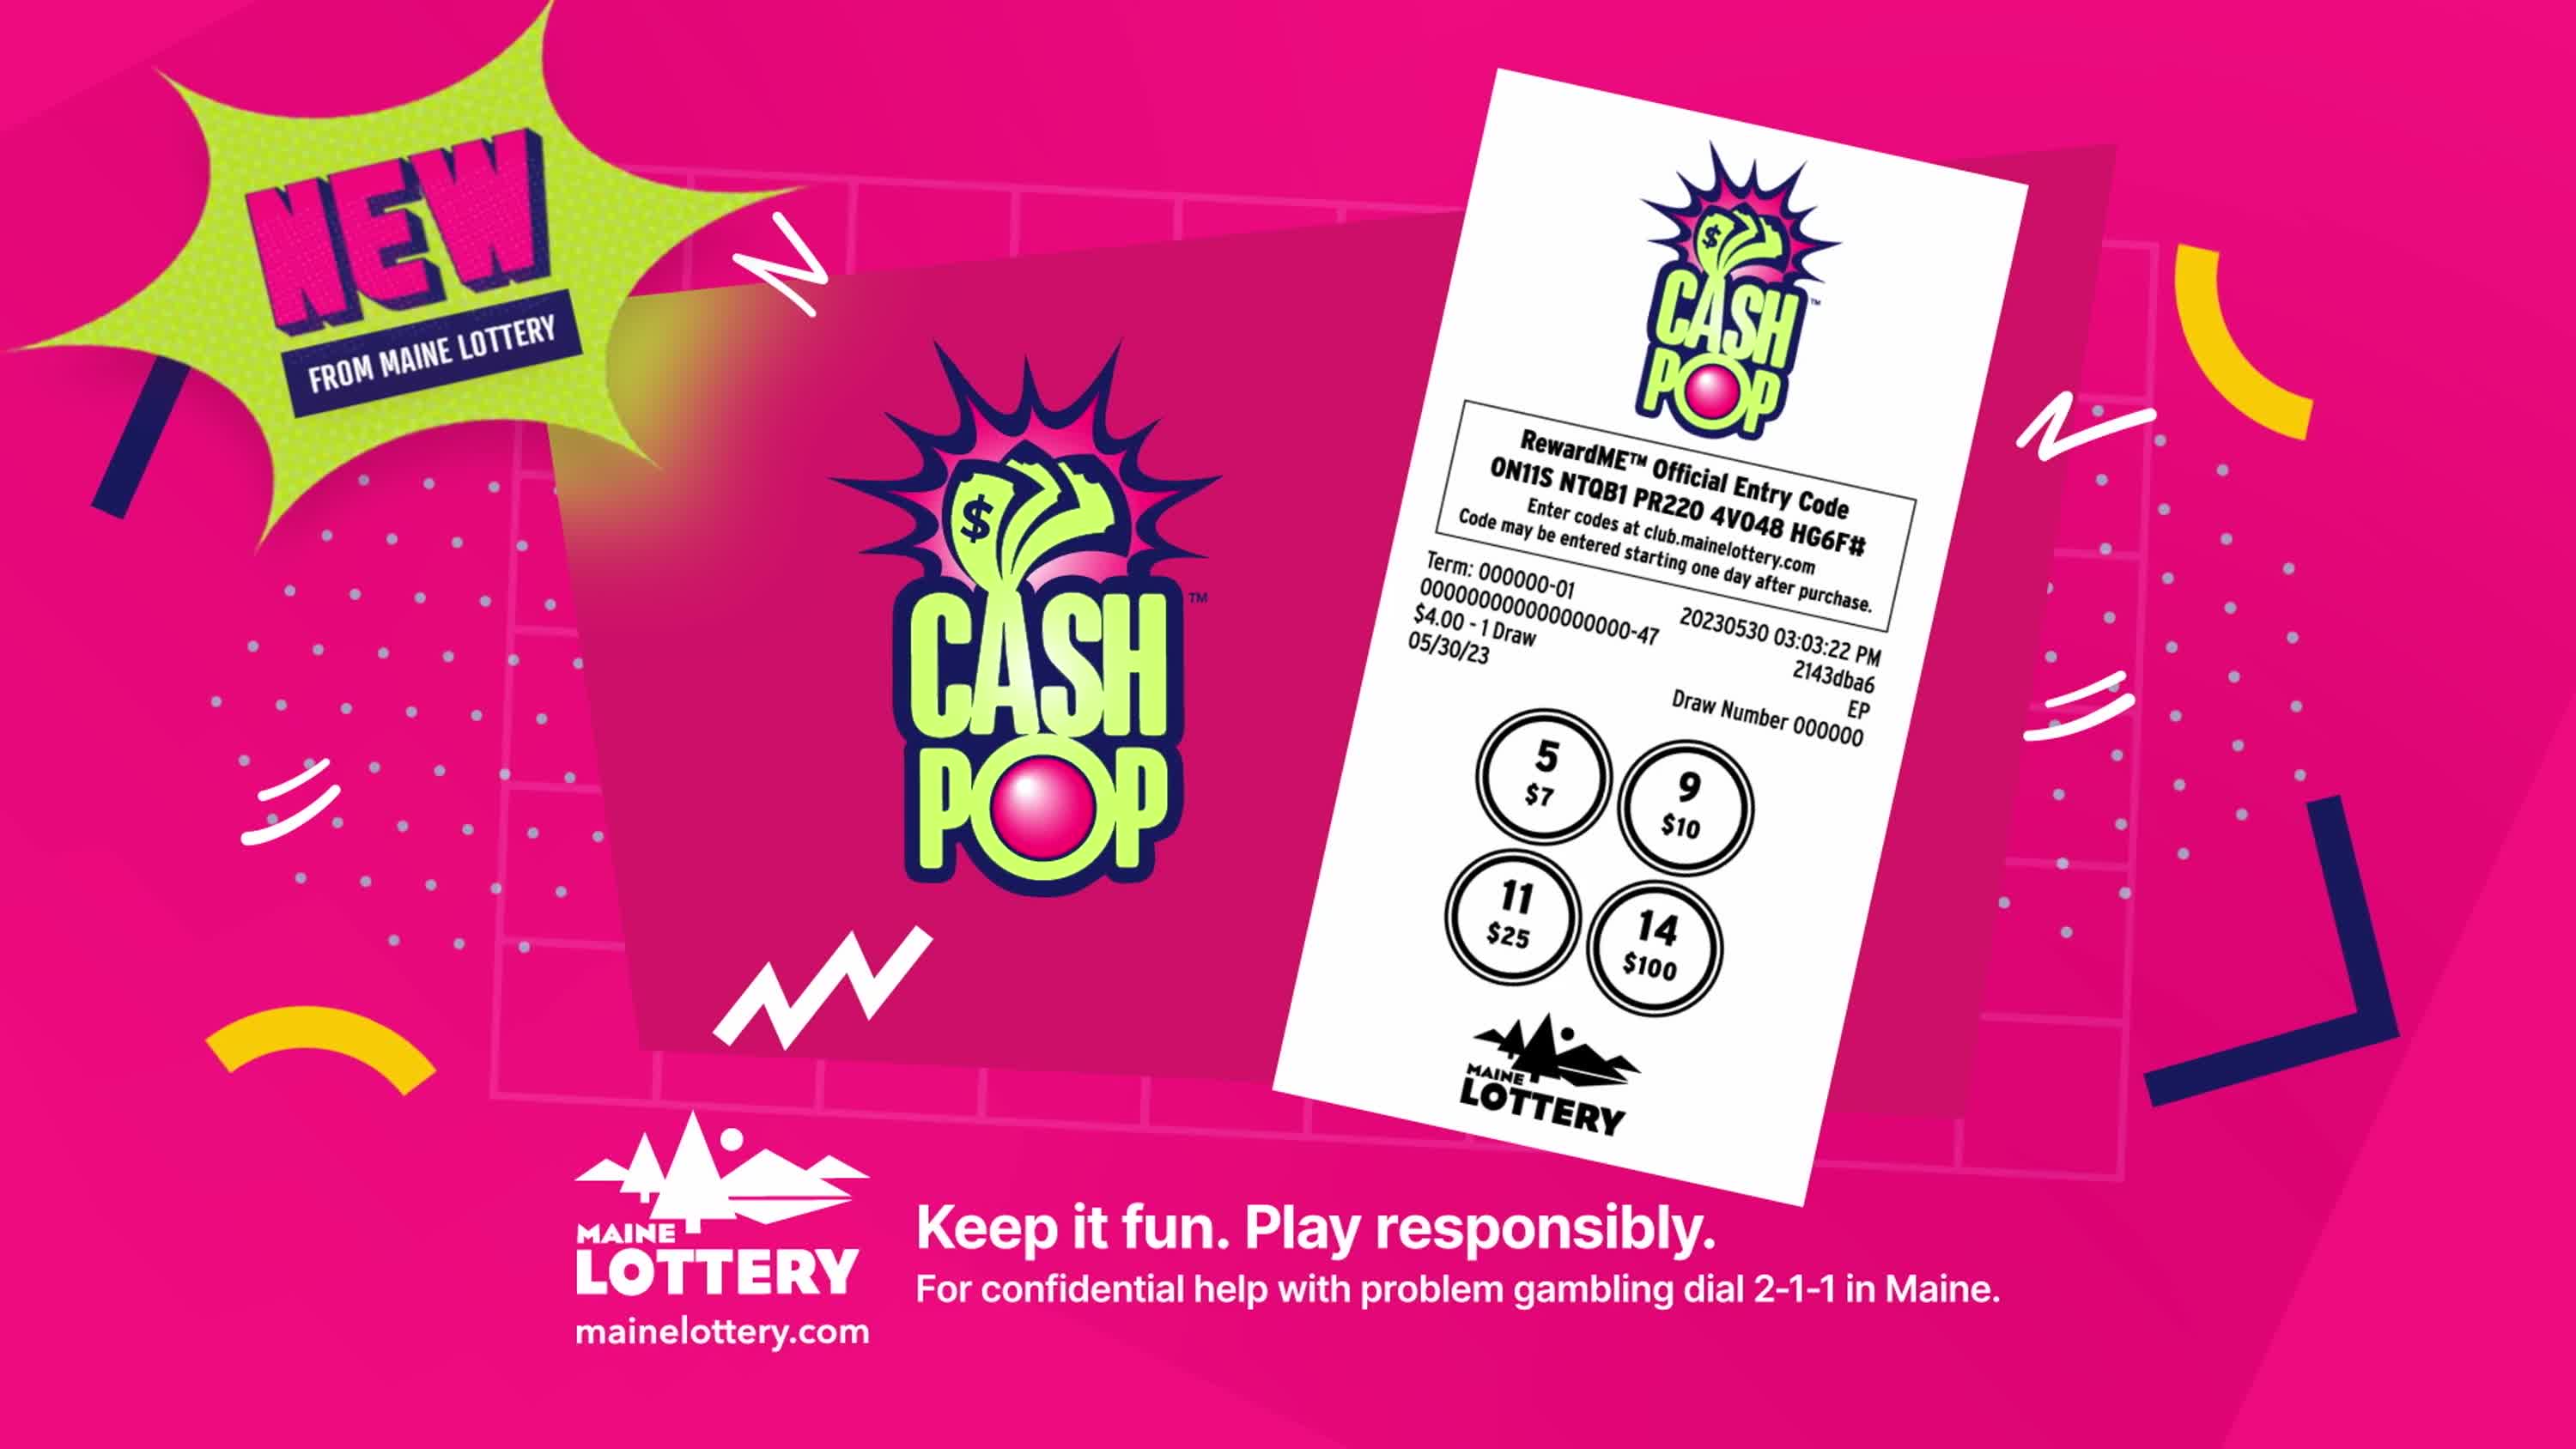 NEW
FROM MAINE LOTTERY
$
CASH
POP
™
$
CASH
POP
™
RewardME™ Official Entry Code
ON11S NTQB1 PR220 4V048 HG6F#
Enter codes at club.mainelottery.com
Code may be entered starting one day after purchase.
Term: 000000-01 20230530 03:03:22 PM
0000000000000000000-47 2143dba6
$4.00 - 1 Draw EP
05/30/23 Draw Number 000000
5
$7
9
$10
11
$25
14
$100
MAINE
LOTTERY
MAINE
LOTTERY
mainelottery.com
Keep it fun. Play responsibly.
For confidential help with problem gambling dial 2-1-1 in Maine.